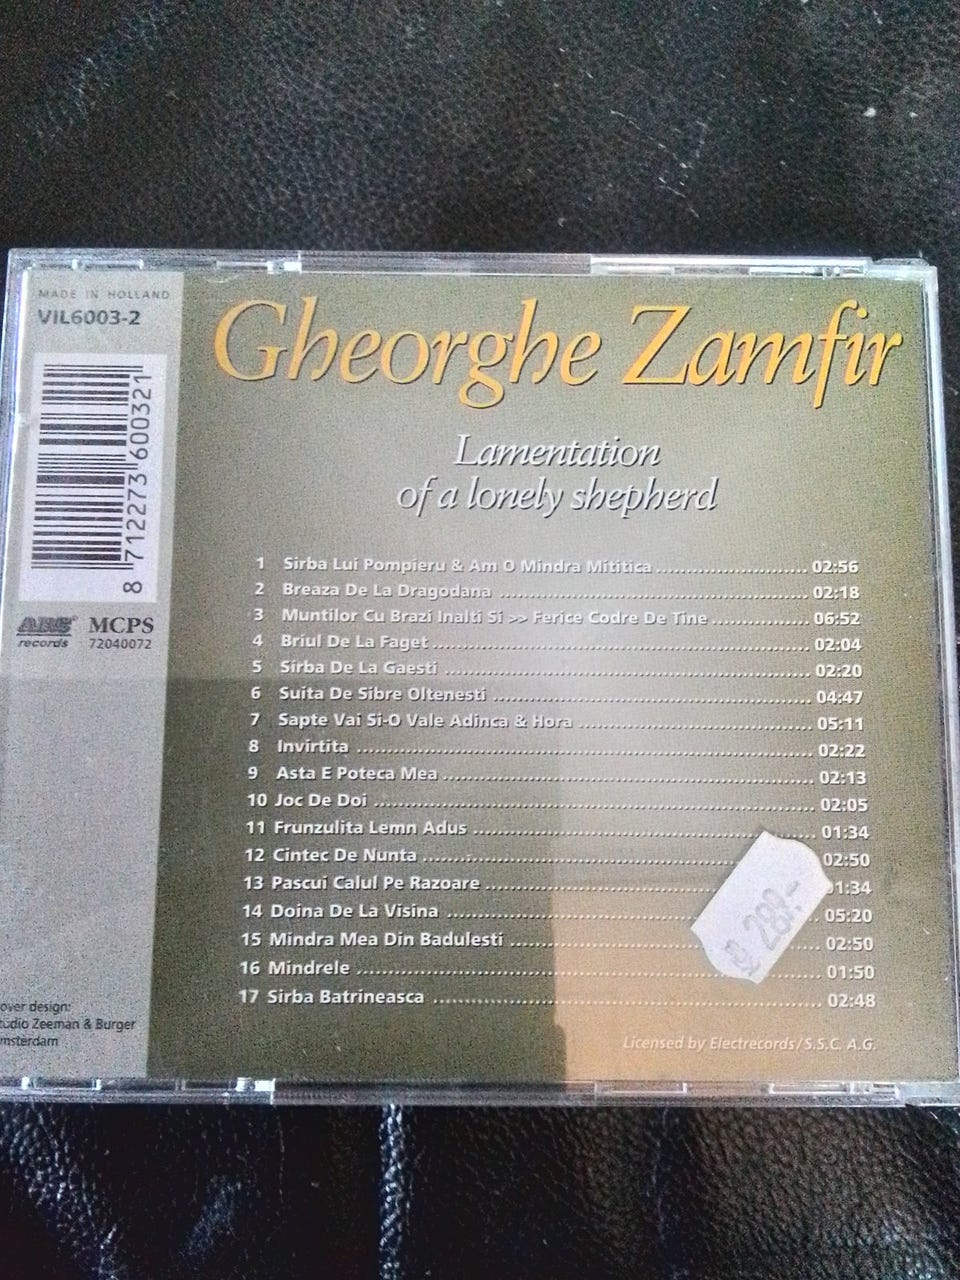 MADE IN HOLLAND
VIL6003-2
8 712273 600321
records
MCPS
72040072
over design:
tudio Zeeman & Burger
msterdam
Gheorghe Zamfir
Lamentation
of a lonely shepherd
1 Sirba Lui Pompieru & Am O Mindra Mititica 02:56
2 Breaza De La Dragodana 02:18
3 Muntilor Cu Brazi Inalti Si >> Ferice Codre De Tine 06:52
4 Briul De La Faget 02:04
5 Sirba De La Gaesti 02:20
6 Suita De Sibre Oltenesti 04:47
7 Sapte Vai Si-O Vale Adinca & Hora 05:11
8 Invirtita 02:22
9 Asta E Poteca Mea 02:13
10 Joc De Doi 02:05
11 Frunzulita Lemn Adus 01:34
12 Cintec De Nunta 02:50
13 Pascui Calul Pe Razoare 01:34
14 Doina De La Visina 05:20
15 Mindra Mea Din Badulesti 02:50
16 Mindrele 01:50
17 Sirba Batrineasca 02:48
Licensed by Electrecords/S.S.C. A.G.